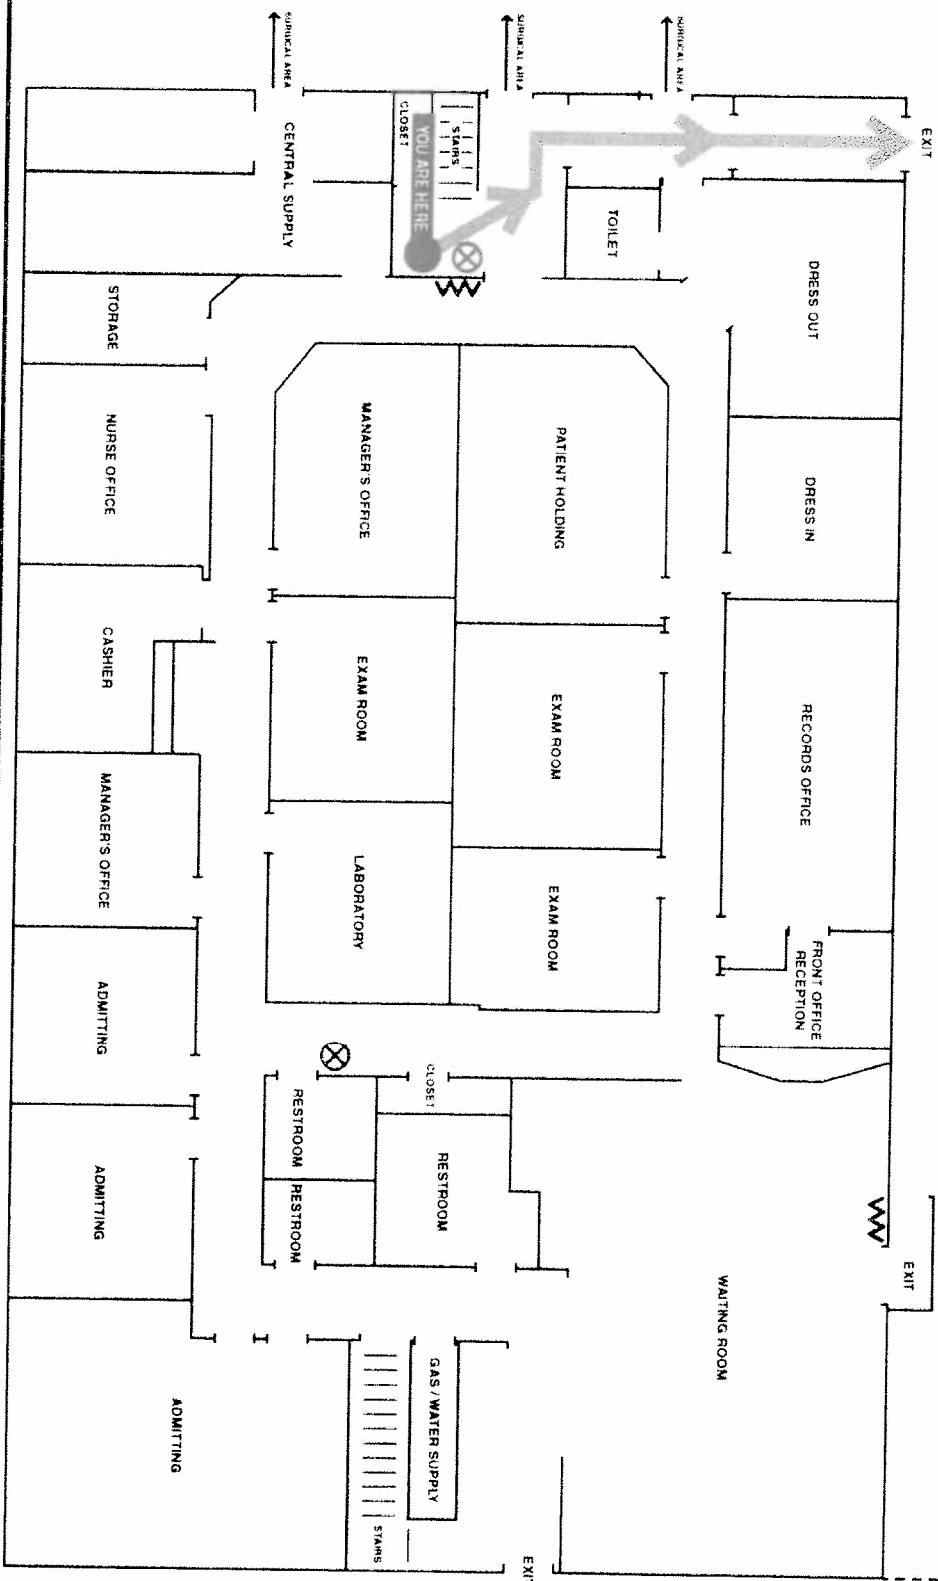 SURGICAL AREA
SURGICAL AREA
SURGICAL AREA
EXIT
CLOSET
STAIRS
YOU ARE HERE
CENTRAL SUPPLY
TOILET
DRESS OUT
STORAGE
NURSE OFFICE
MANAGER'S OFFICE
PATIENT HOLDING
DRESS IN
CASHIER
EXAM ROOM
EXAM ROOM
RECORDS OFFICE
MANAGER'S OFFICE
LABORATORY
EXAM ROOM
FRONT OFFICE
RECEPTION
ADMITTING
CLOSET
RESTROOM
RESTROOM
RESTROOM
ADMITTING
EXIT
WAITING ROOM
ADMITTING
GAS / WATER SUPPLY
STAIRS
EXIT